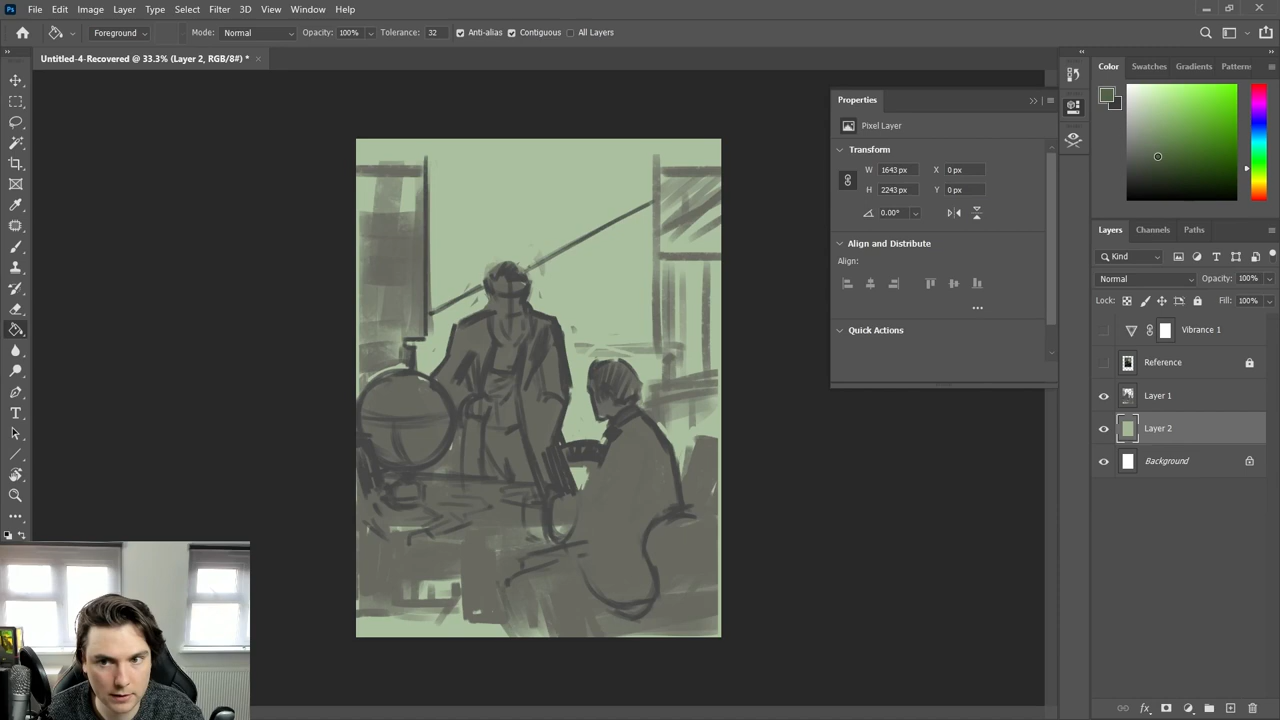 Ps File Edit Image Layer Type Select Filter 3D View Window Help
Foreground Mode: Normal Opacity: 100% Tolerance: 32 Anti-alias Contiguous All Layers
Untitled-4-Recovered @ 33.3% (Layer 2, RGB/8#) *
Color Swatches Gradients Patterns
Properties
Pixel Layer
Transform
W 1643 px X 0 px
H 2243 px Y 0 px
0.00°
Align and Distribute
Align:
Quick Actions
Layers Channels Paths
Kind
Normal Opacity: 100%
Lock: Fill: 100%
Vibrance 1
Reference
Layer 1
Layer 2
Background